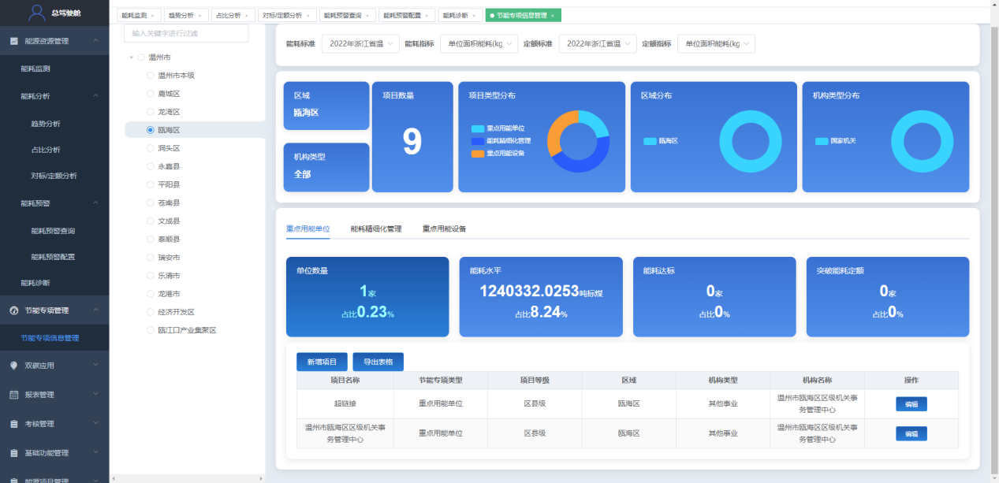 总驾驶舱
能源资源管理
能耗监测
能耗分析
趋势分析
占比分析
对标/定额分析
能耗预警
能耗预警查询
能耗预警配置
能耗诊断
节能专项管理
节能专项信息管理
双碳应用
报表管理
考核管理
基础功能管理
能源项目管理
能耗监测 × 趋势分析 × 占比分析 × 对标/定额分析 × 能耗预警查询 × 能耗预警配置 × 能耗诊断 × 节能专项信息管理 ×
输入关键字进行过滤
温州市
温州市本级
鹿城区
龙湾区
瓯海区
洞头区
永嘉县
平阳县
苍南县
文成县
泰顺县
瑞安市
乐清市
龙港市
经济开发区
瓯江口产业集聚区
能耗标准 2022年浙江省温 能耗指标 单位面积能耗(kg 定额标准 2022年浙江省温 定额指标 单位面积能耗(kg
区域
瓯海区
机构类型
全部
项目数量
9
项目类型分布
重点用能单位
能耗精细化管理
重点用能设备
区域分布
瓯海区
机构类型分布
国家机关
重点用能单位 能耗精细化管理 重点用能设备
单位数量
1家
占比0.23%
能耗水平
1240332.0253吨标煤
占比8.24%
能耗达标
0家
占比0%
突破能耗定额
0家
占比0%
新增项目 导出表格
项目名称 节能专项类型 项目等级 区域 机构类型 机构名称 操作
超链接 重点用能单位 区县级 瓯海区 其他事业 温州市瓯海区区级机关事
务管理中心 编辑
温州市瓯海区区级机关事
务管理中心 重点用能单位 区县级 瓯海区 其他事业 温州市瓯海区区级机关事
务管理中心 编辑